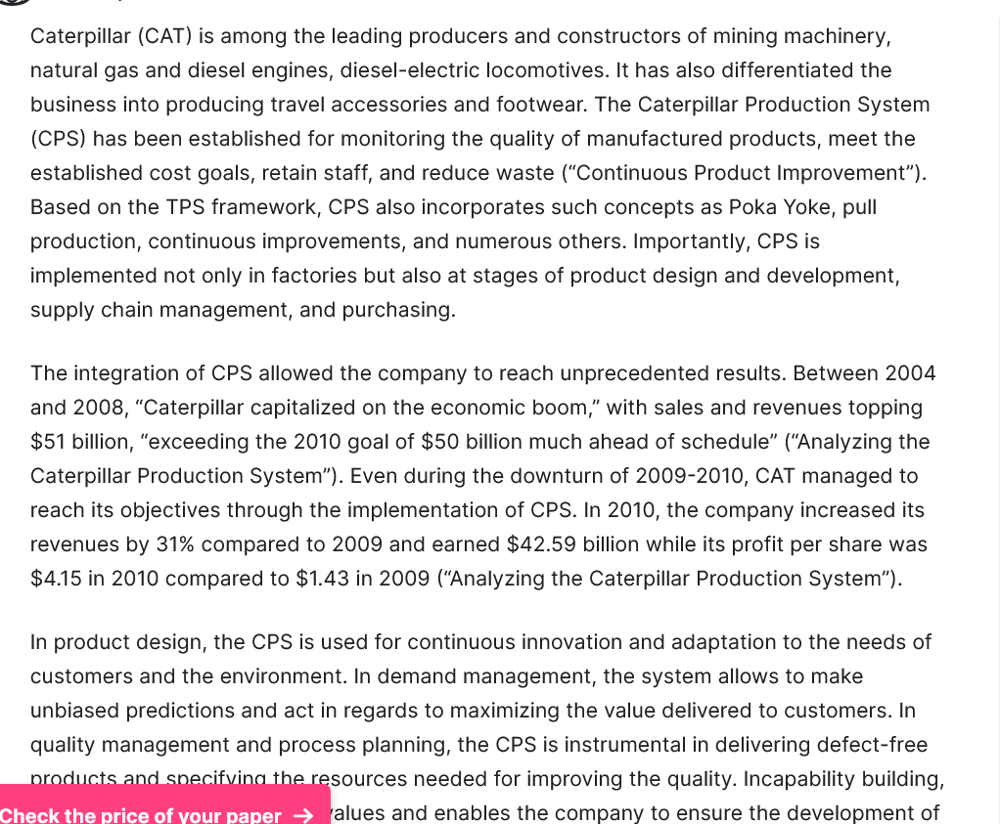 Caterpillar (CAT) is among the leading producers and constructors of mining machinery,
natural gas and diesel engines, diesel-electric locomotives. It has also differentiated the
business into producing travel accessories and footwear. The Caterpillar Production System
(CPS) has been established for monitoring the quality of manufactured products, meet the
established cost goals, retain staff, and reduce waste (“Continuous Product Improvement”).
Based on the TPS framework, CPS also incorporates such concepts as Poka Yoke, pull
production, continuous improvements, and numerous others. Importantly, CPS is
implemented not only in factories but also at stages of product design and development,
supply chain management, and purchasing.
The integration of CPS allowed the company to reach unprecedented results. Between 2004
and 2008, “Caterpillar capitalized on the economic boom,” with sales and revenues topping
$51 billion, “exceeding the 2010 goal of $50 billion much ahead of schedule” (“Analyzing the
Caterpillar Production System”). Even during the downturn of 2009-2010, CAT managed to
reach its objectives through the implementation of CPS. In 2010, the company increased its
revenues by 31% compared to 2009 and earned $42.59 billion while its profit per share was
$4.15 in 2010 compared to $1.43 in 2009 (“Analyzing the Caterpillar Production System”).
In product design, the CPS is used for continuous innovation and adaptation to the needs of
customers and the environment. In demand management, the system allows to make
unbiased predictions and act in regards to maximizing the value delivered to customers. In
quality management and process planning, the CPS is instrumental in delivering defect-free
products and specifying the resources needed for improving the quality. Incapability building,
values and enables the company to ensure the development of
Check the price of your paper →